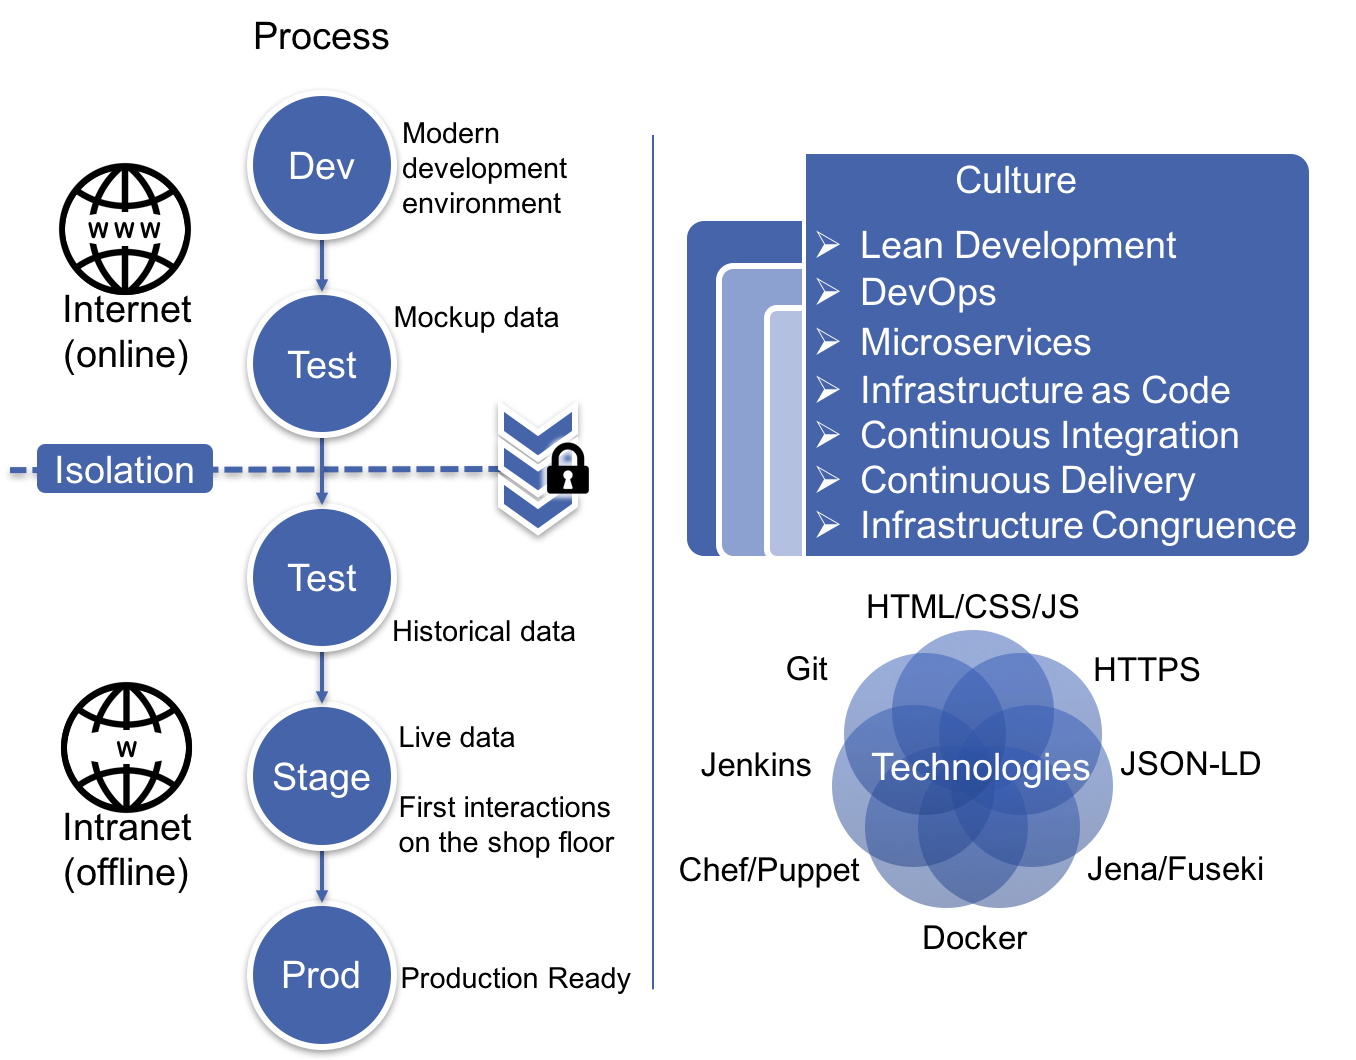 Process
Dev
Modern
development
environment
W W W
Internet
(online)
Test
Mockup data
Isolation
Test
Historical data
W
Intranet
(offline)
Stage
Live data
First interactions
on the shop floor
Prod
Production Ready
Culture
Lean Development
DevOps
Microservices
Infrastructure as Code
Continuous Integration
Continuous Delivery
Infrastructure Congruence
HTML/CSS/JS
Git
HTTPS
Jenkins
Technologies
JSON-LD
Chef/Puppet
Jena/Fuseki
Docker